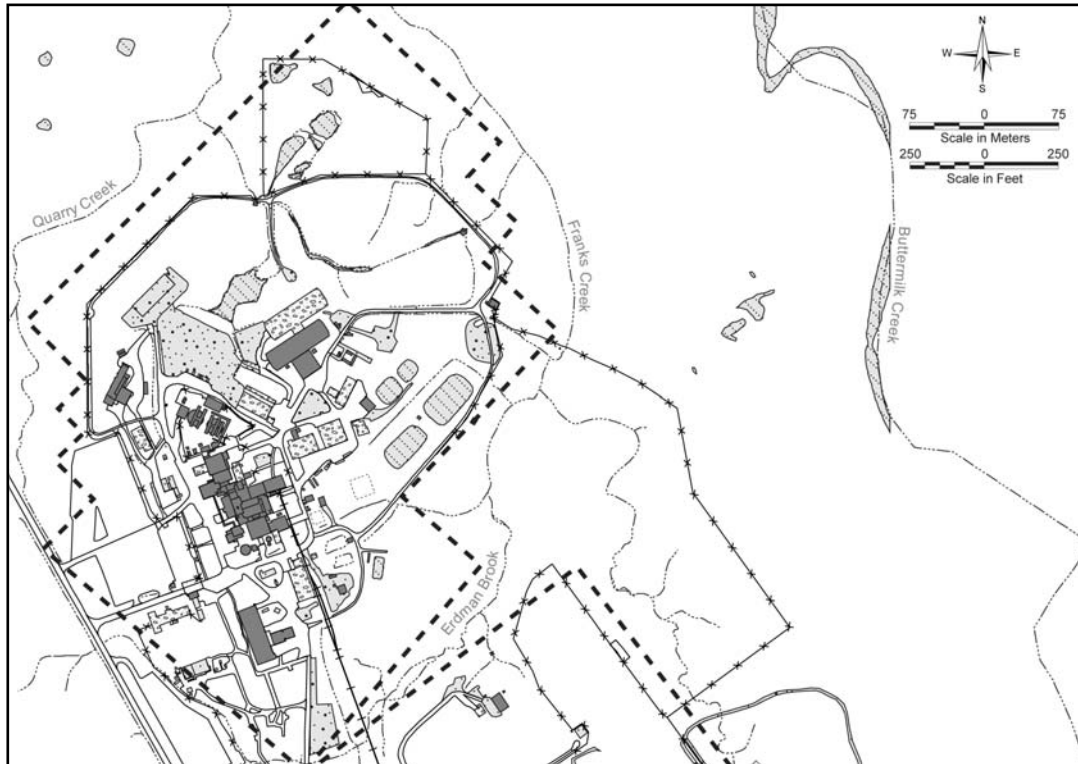 N
W E
S
75 0 75
Scale in Meters
250 0 250
Scale in Feet
Quarry Creek
Franks Creek
Buttermilk Creek
Erdman Brook